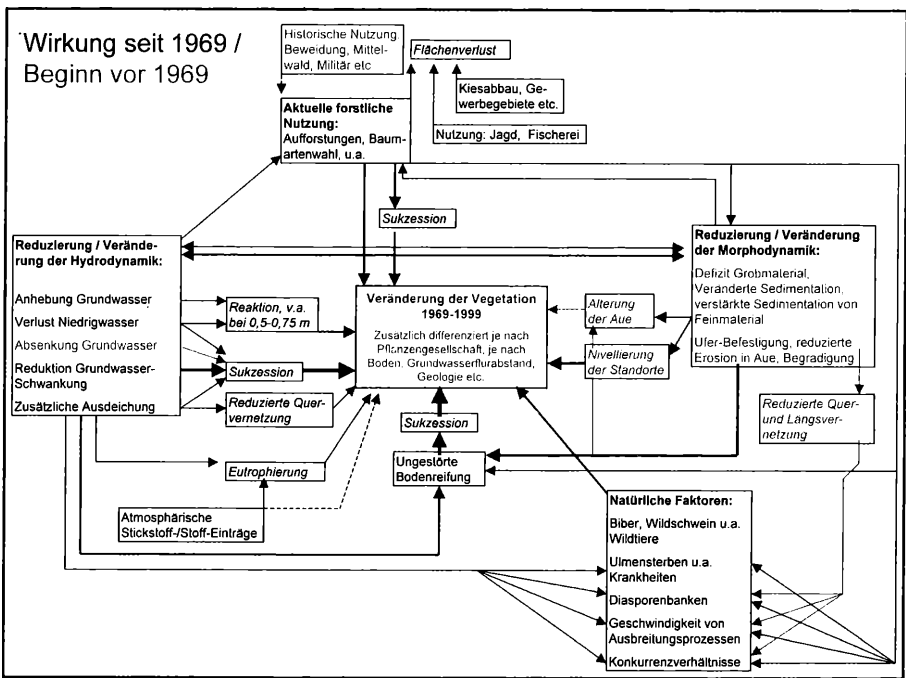 Wirkung seit 1969 /
Beginn vor 1969
Historische Nutzung.
Beweidung, Mittel-
wald, Militär etc
Flächenverlust
Kiesabbau, Ge-
werbegebiete etc.
Nutzung: Jagd, Fischerei
Aktuelle forstliche
Nutzung:
Aufforstungen, Baum-
artenwahl, u.a.
Sukzession
Reduzierung / Verände-
rung der Hydrodynamik:
Anhebung Grundwasser
Verlust Niedrigwasser
Absenkung Grundwasser
Reduktion Grundwasser-
Schwankung
Zusätzliche Ausdeichung
Reaktion, v.a.
bei 0,5-0,75 m
Sukzession
Reduzierte Quer-
vernetzung
Eutrophierung
Atmosphärische
Stickstoff-/Stoff-Einträge
Veränderung der Vegetation
1969-1999
Zusätzlich differenziert je nach
Pflanzengesellschaft, je nach
Boden, Grundwasserflurabstand,
Geologie etc.
Sukzession
Ungestörte
Bodenreifung
Alterung
der Aue
Nivellierung
der Standorte
Reduzierung / Veränderung
der Morphodynamik:
Defizit Grobmaterial,
Veränderte Sedimentation,
verstärkte Sedimentation von
Feinmaterial
Ufer-Befestigung, reduzierte
Erosion in Aue, Begradigung
Reduzierte Quer-
und Längsver-
netzung
Natürliche Faktoren:
Biber, Wildschwein u.a.
Wildtiere
Ulmensterben u.a.
Krankheiten
Diasporenbanken
Geschwindigkeit von
Ausbreitungsprozessen
Konkurrenzverhältnisse